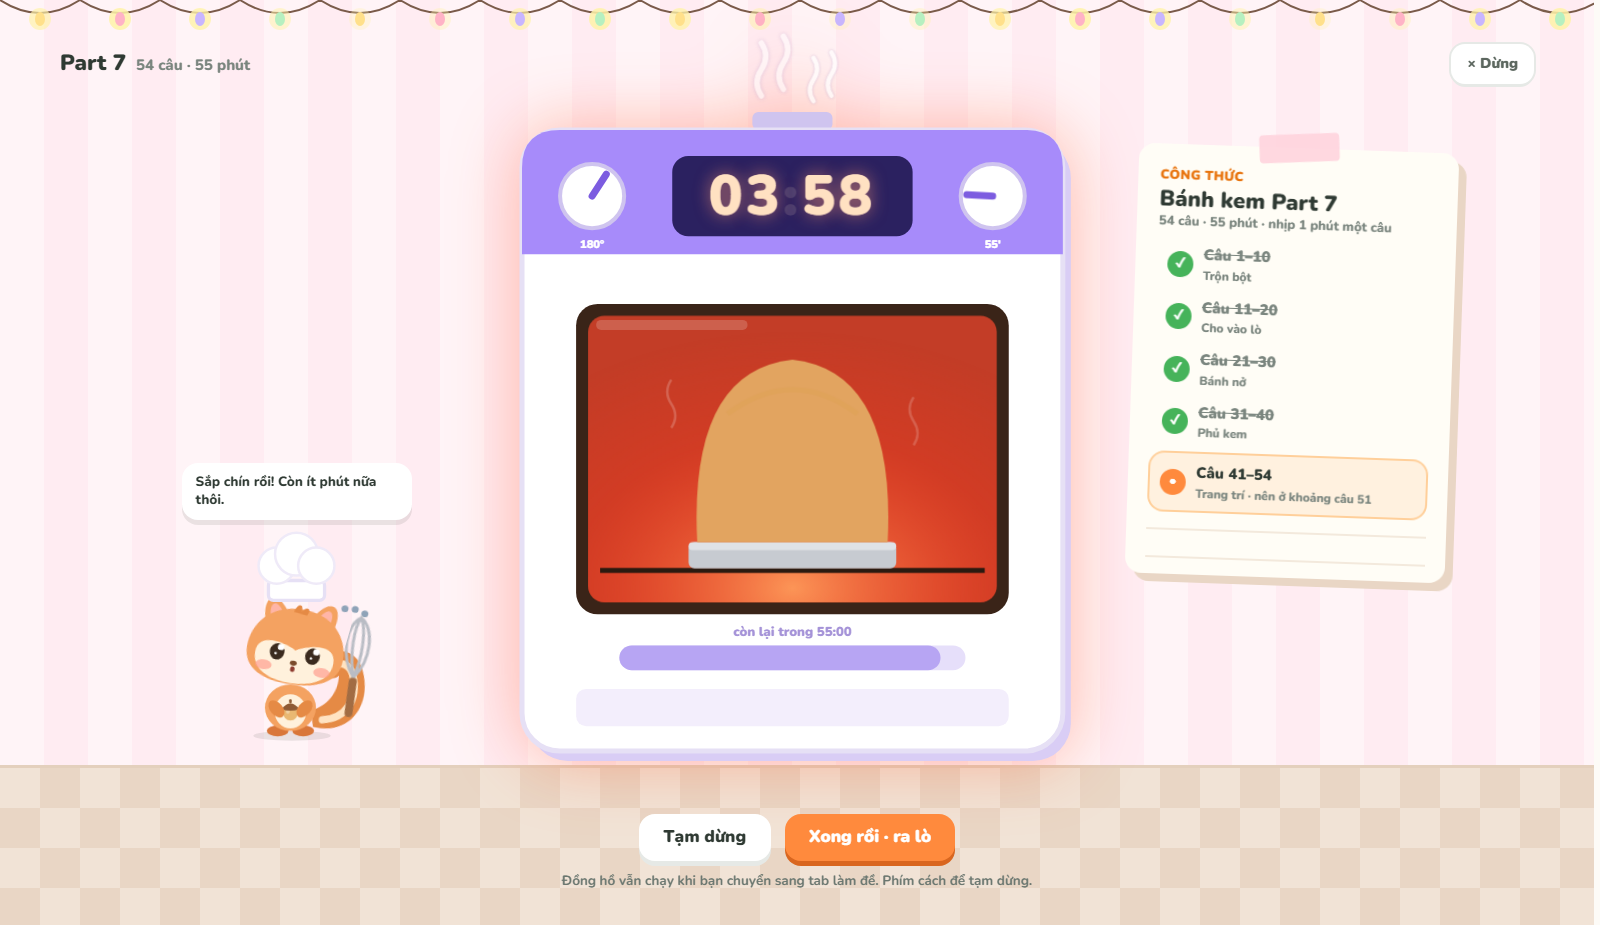 Part 7 54 câu · 55 phút
× Dừng
03:58
180°
55'
CÔNG THỨC
Bánh kem Part 7
54 câu · 55 phút · nhịp 1 phút một câu
Câu 1–10
Trộn bột
Câu 11–20
Cho vào lò
Câu 21–30
Bánh nở
Câu 31–40
Phủ kem
Câu 41–54
Trang trí · nên ở khoảng câu 51
Sắp chín rồi! Còn ít phút nữa
thôi.
còn lại trong 55:00
Tạm dừng
Xong rồi · ra lò
Đồng hồ vẫn chạy khi bạn chuyển sang tab làm đề. Phím cách để tạm dừng.